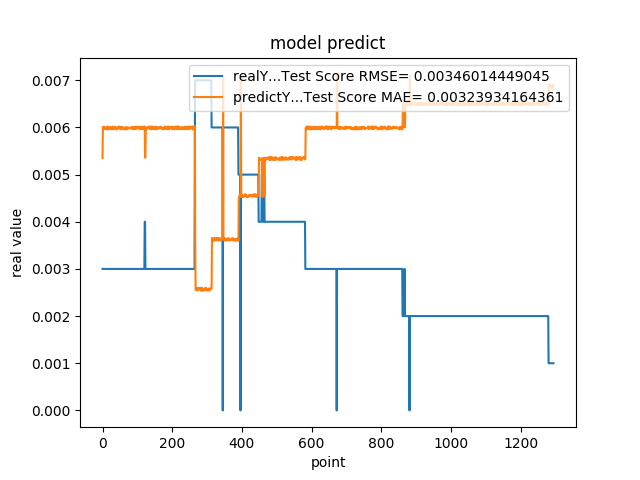 model predict
realY...Test Score RMSE= 0.00346014449045
predictY...Test Score MAE= 0.00323934164361
0.007
0.006
0.005
0.004
0.003
0.002
0.001
0.000
real value
0 200 400 600 800 1000 1200
point